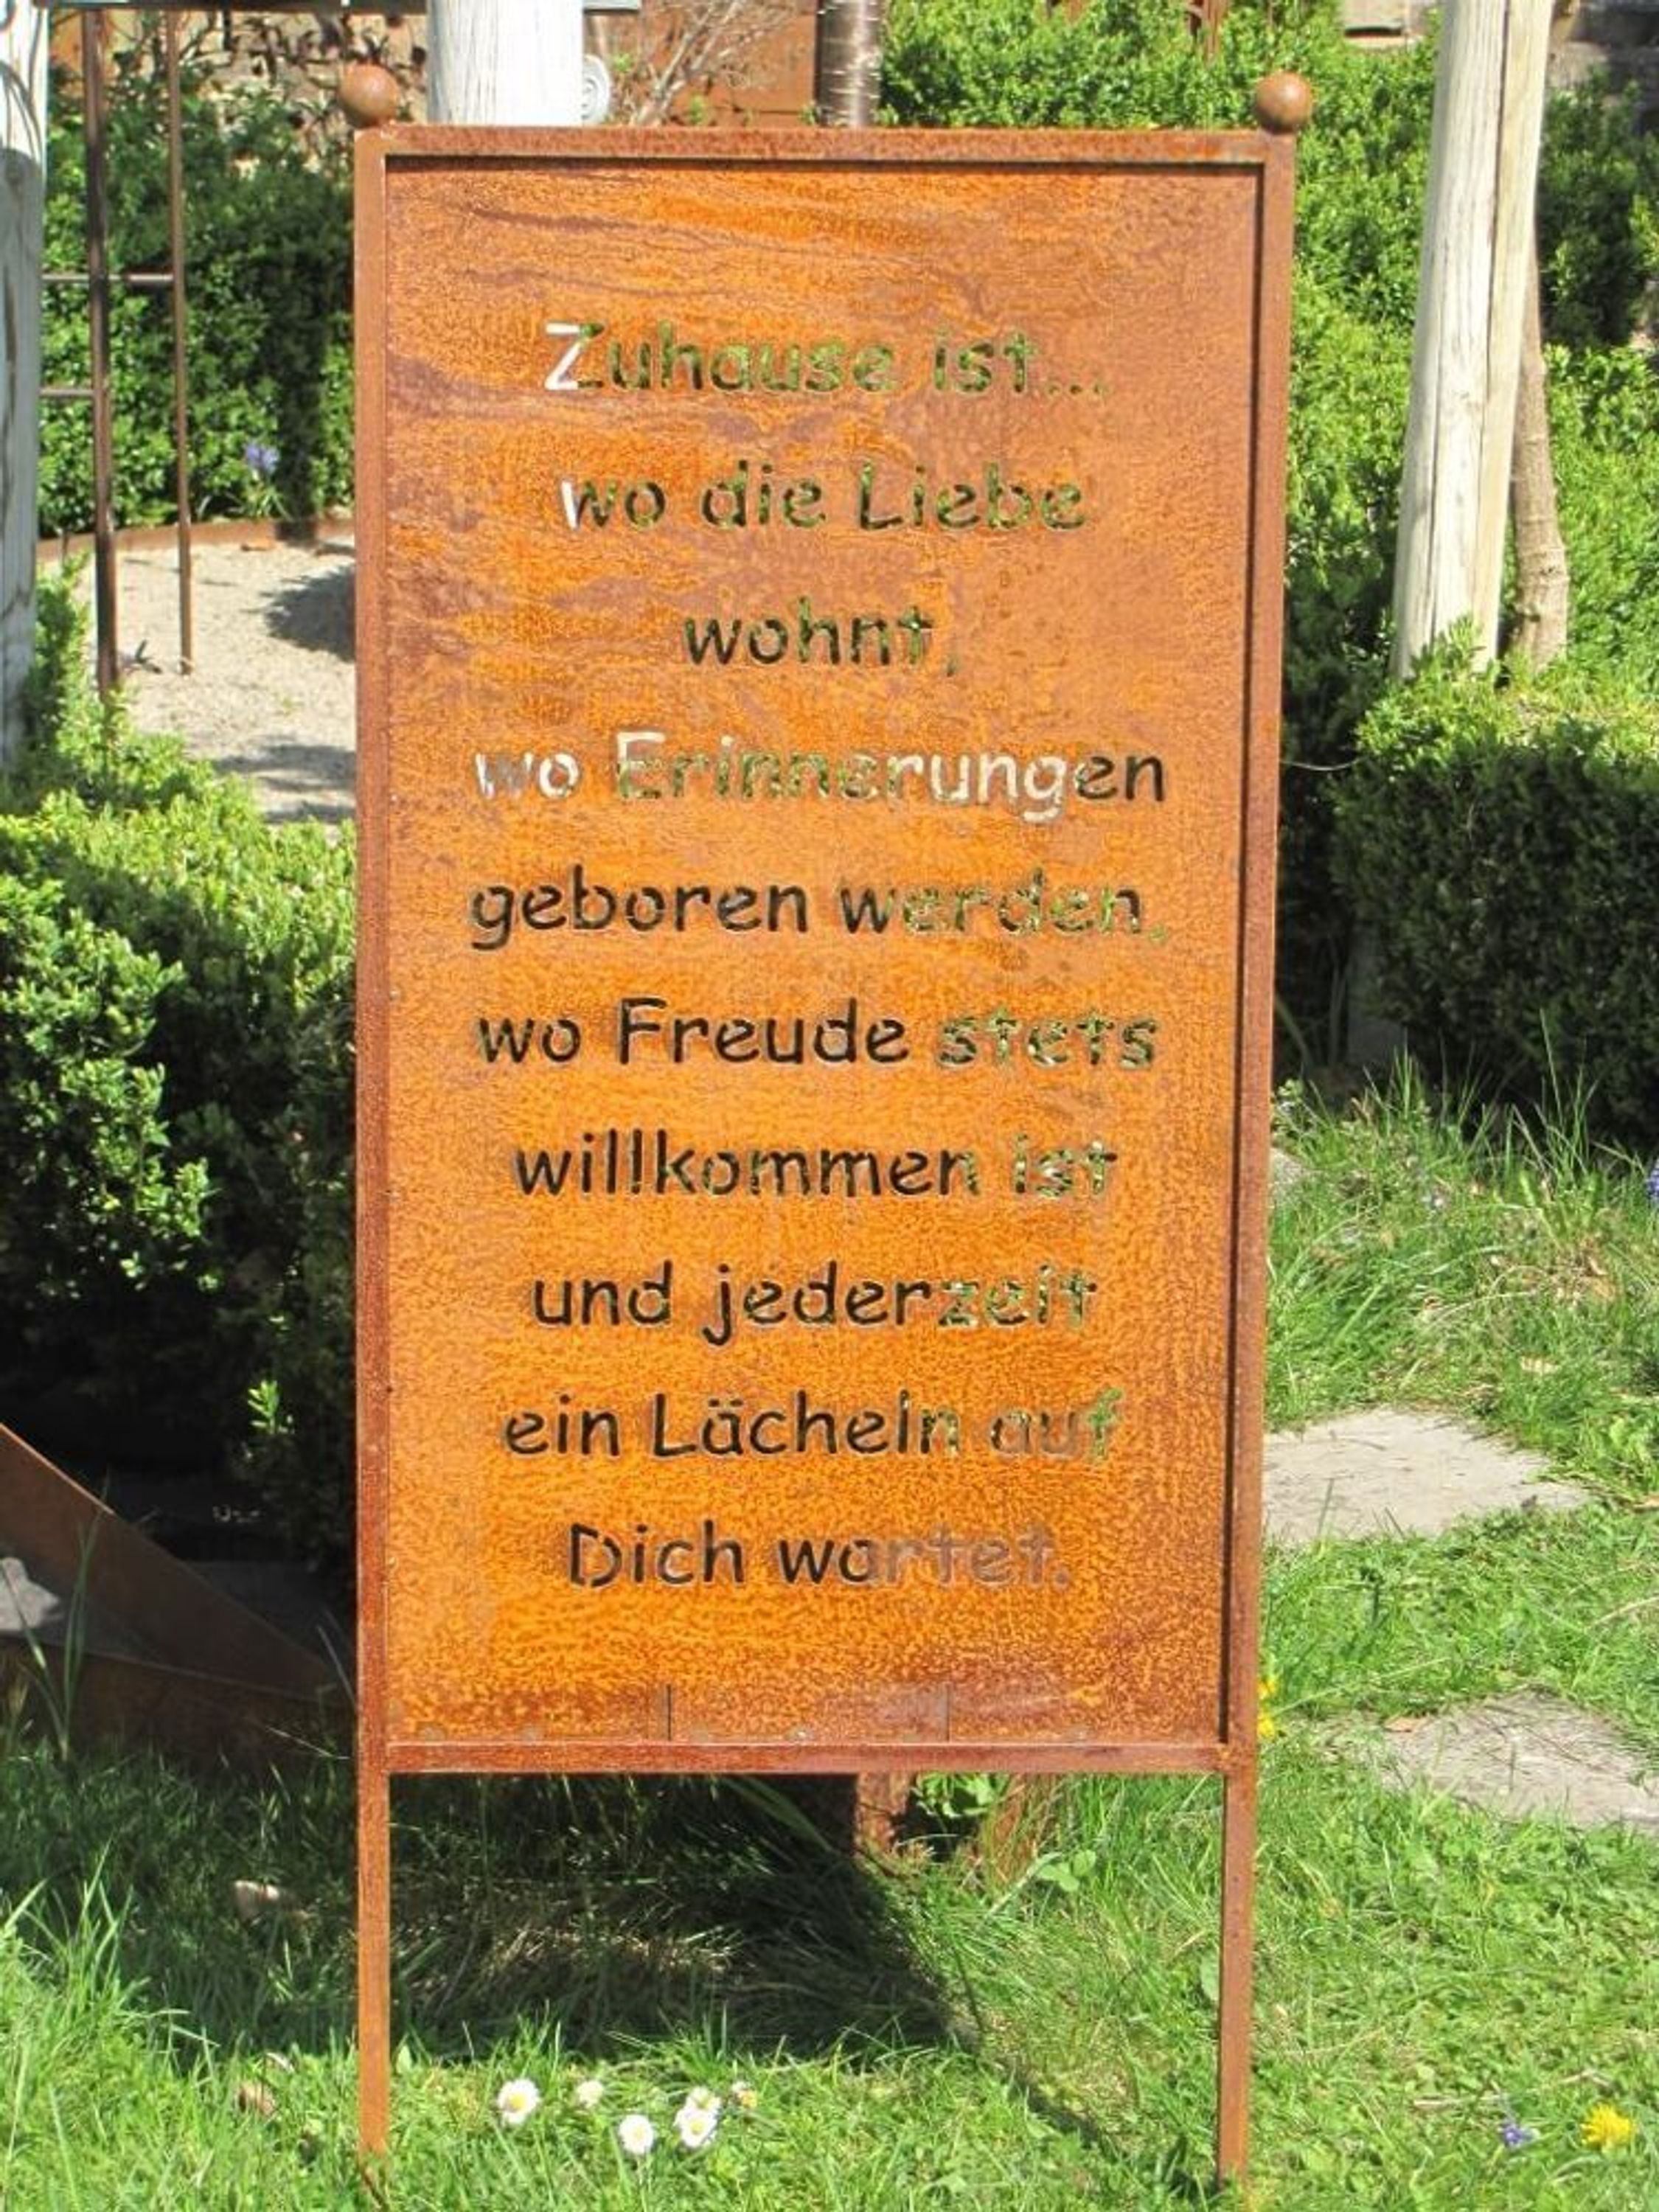 Zuhause ist...
wo die Liebe
wohnt,
wo Erinnerungen
geboren werden,
wo Freude stets
willkommen ist
und jederzeit
ein Lächeln auf
Dich wartet.